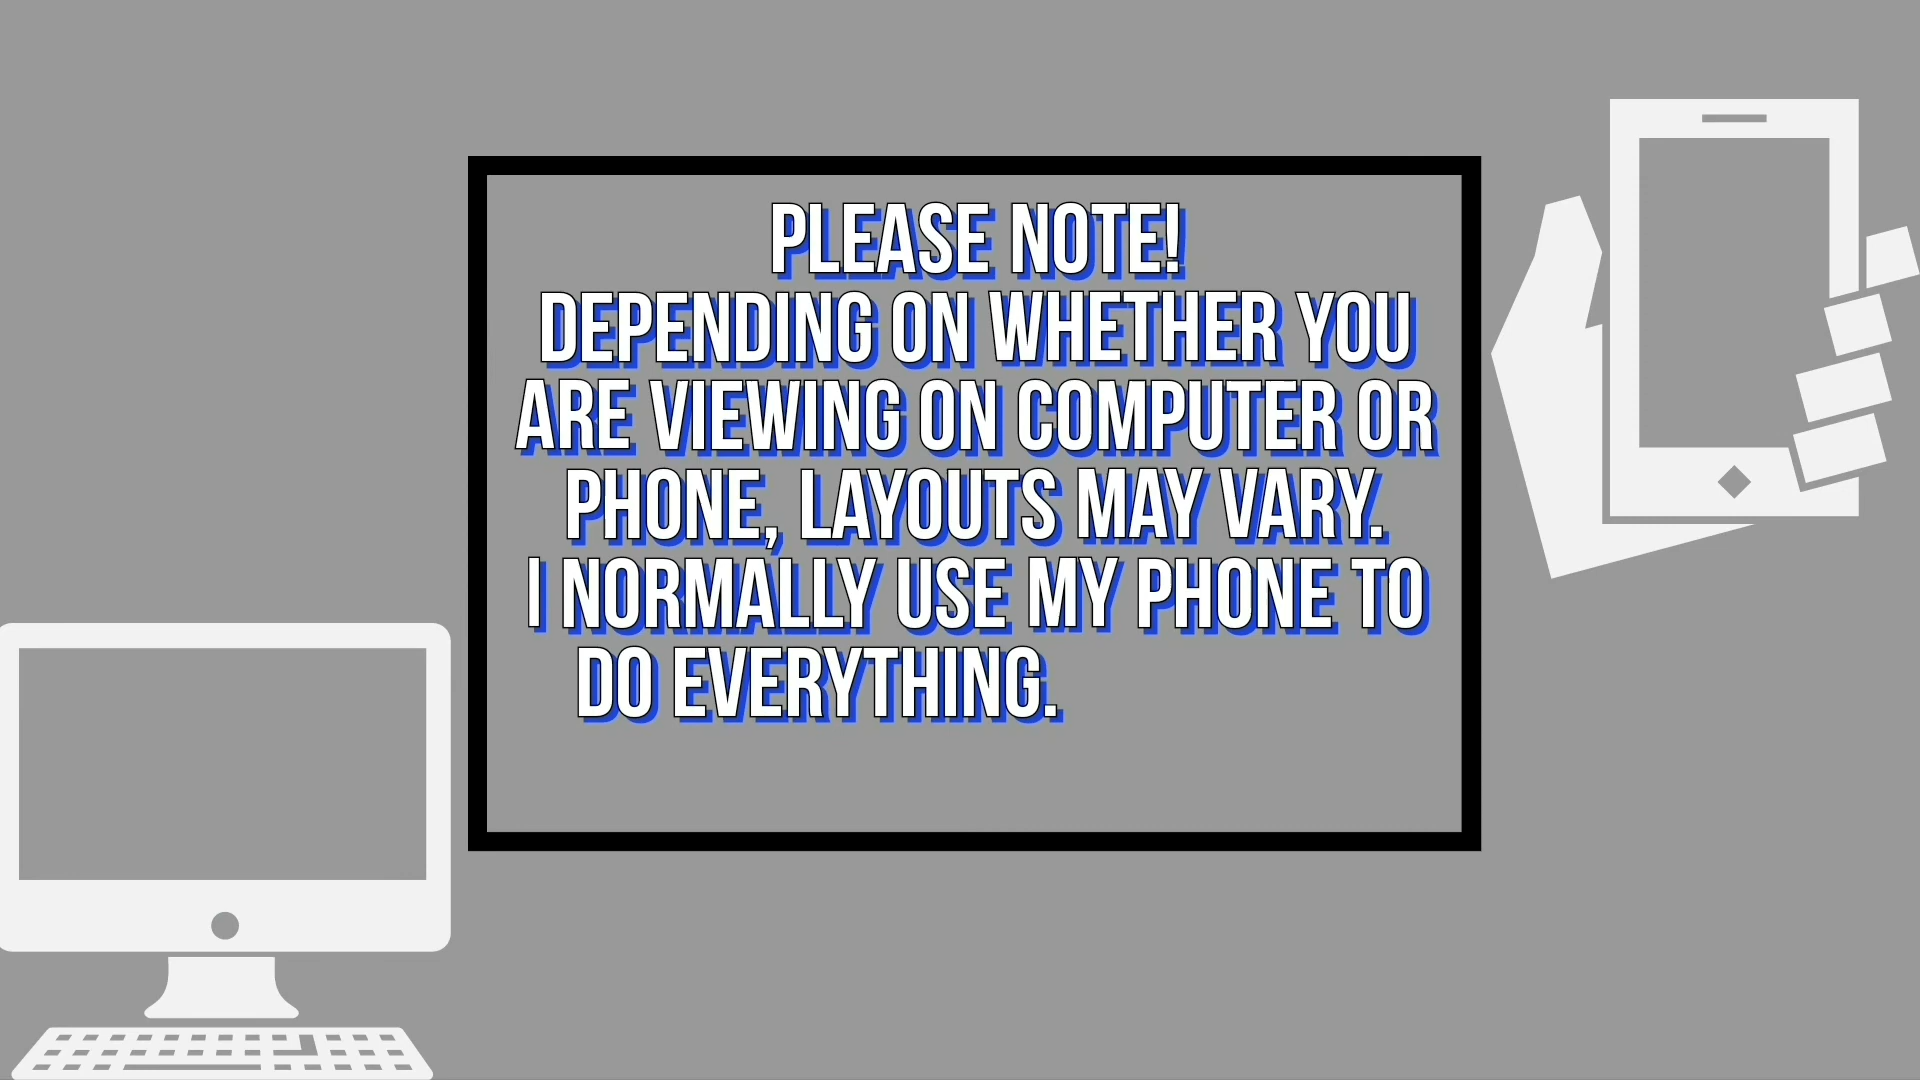 PLEASE NOTE!
DEPENDING ON WHETHER YOU
ARE VIEWING ON COMPUTER OR
PHONE, LAYOUTS MAY VARY.
I NORMALLY USE MY PHONE TO
DO EVERYTHING.